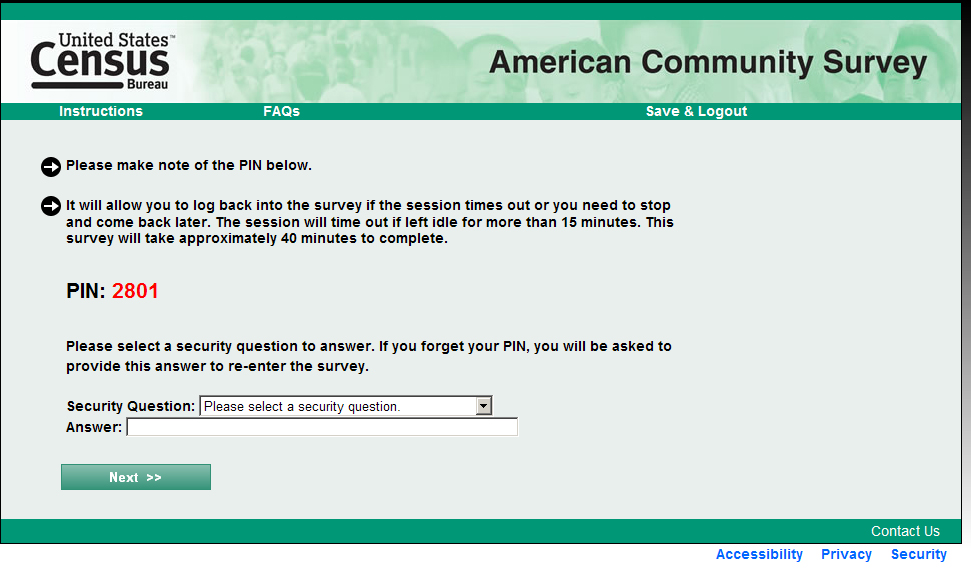 United States™
Census
Bureau
American Community Survey
Instructions FAQs Save & Logout
Please make note of the PIN below.
It will allow you to log back into the survey if the session times out or you need to stop
and come back later. The session will time out if left idle for more than 15 minutes. This
survey will take approximately 40 minutes to complete.
PIN: 2801
Please select a security question to answer. If you forget your PIN, you will be asked to
provide this answer to re-enter the survey.
Security Question: Please select a security question.
Answer:
Next >>
Contact Us
Accessibility Privacy Security